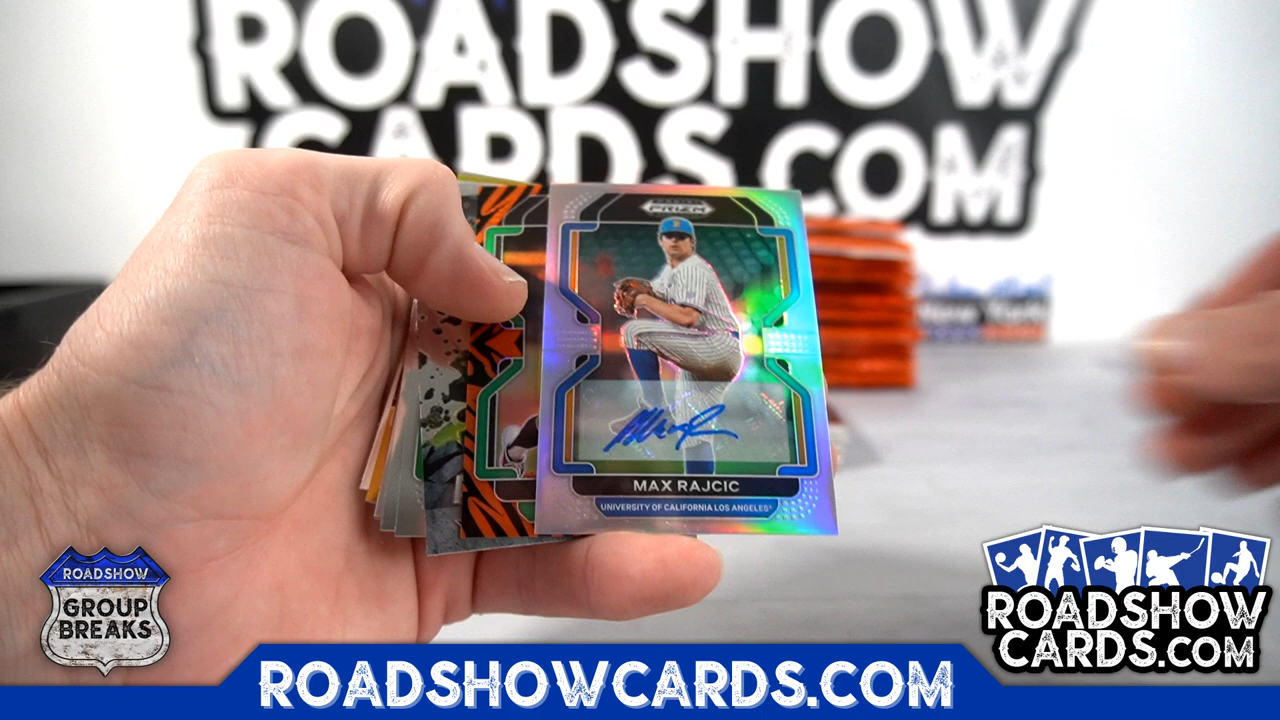 ROADSHOW
CARDS.COM
PRIZM
MAX RAJCIC
UNIVERSITY OF CALIFORNIA LOS ANGELES
ROADSHOW
GROUP
BREAKS
ROADSHOW
CARDS.COM
ROADSHOWCARDS.COM